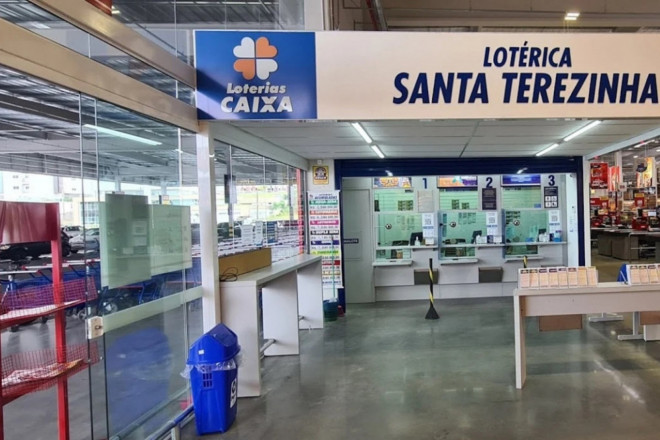 Loterias
CAIXA
LOTÉRICA
SANTA TEREZINHA
1
2
3